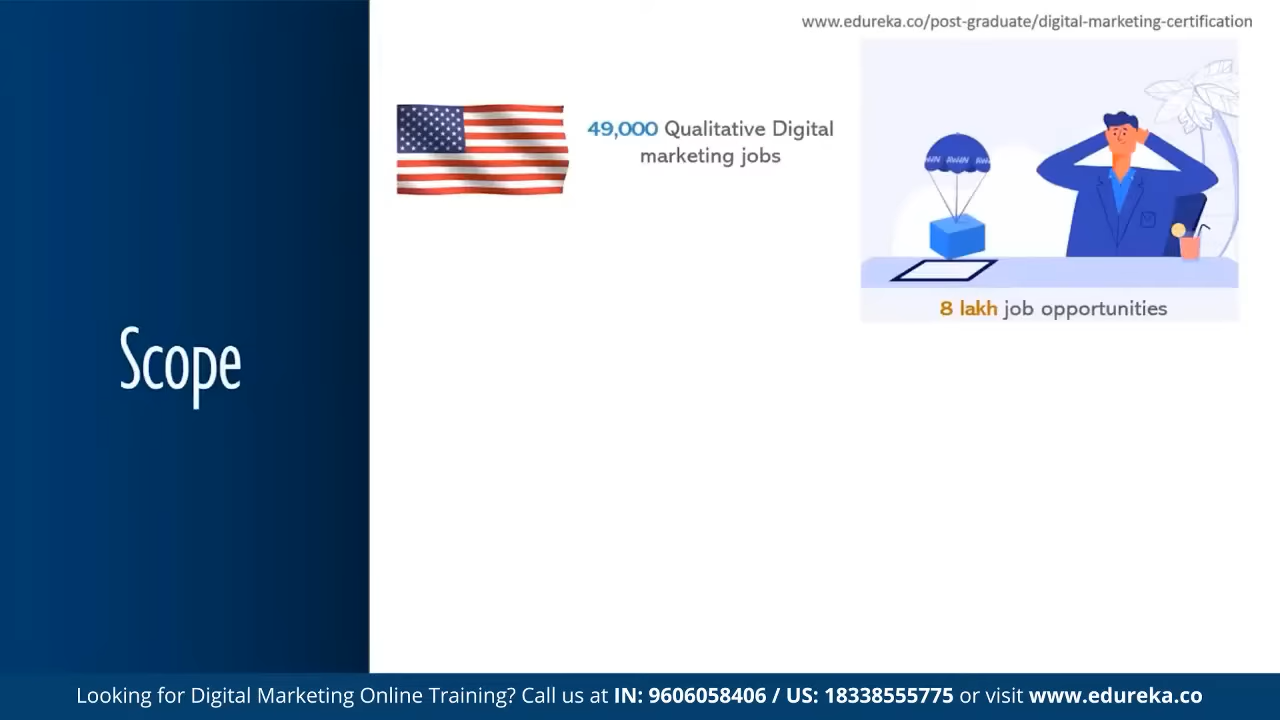 www.edureka.co/post-graduate/digital-marketing-certification
49,000 Qualitative Digital
marketing jobs
8 lakh job opportunities
Scope
Looking for Digital Marketing Online Training? Call us at IN: 9606058406 / US: 18338555775 or visit www.edureka.co